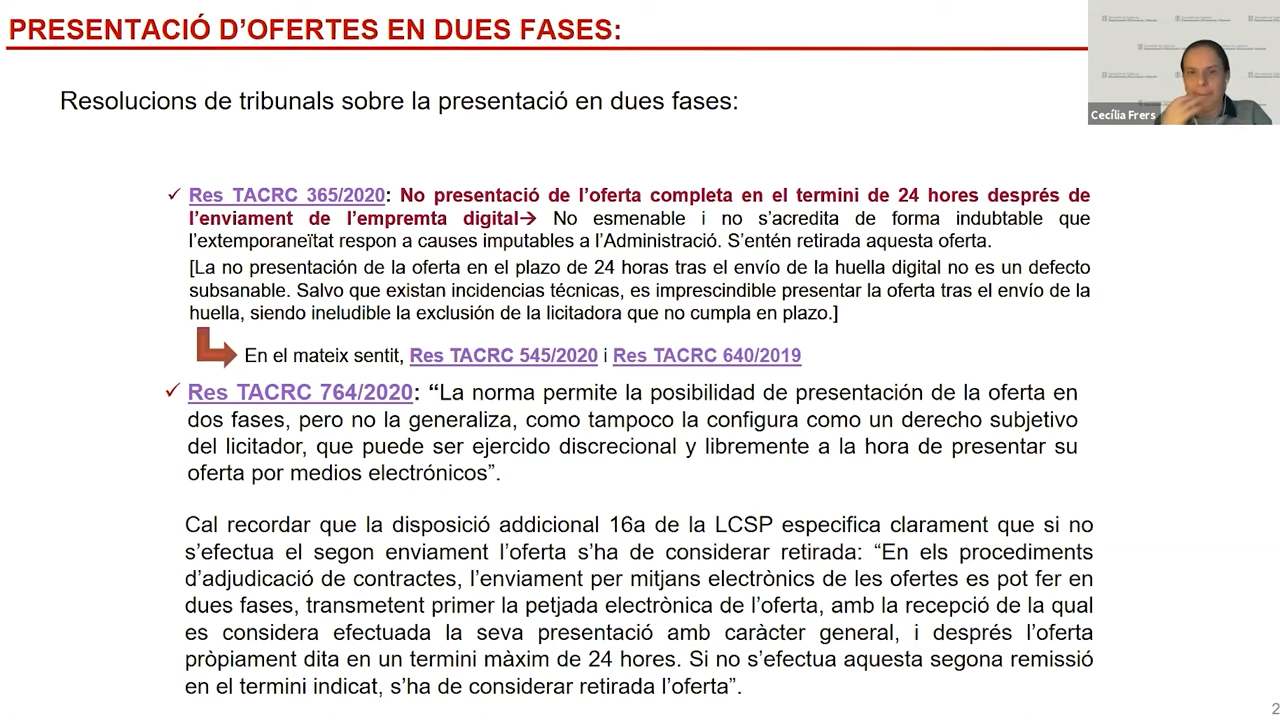 PRESENTACIÓ D’OFERTES EN DUES FASES:
Resolucions de tribunals sobre la presentació en dues fases:
Cecília Frers
✓ Res TACRC 365/2020: No presentació de l’oferta completa en el termini de 24 hores després de
l’enviament de l’empremta digital→ No esmenable i no s’acredita de forma indubtable que
l’extemporaneïtat respon a causes imputables a l’Administració. S’entén retirada aquesta oferta.
[La no presentación de la oferta en el plazo de 24 horas tras el envío de la huella digital no es un defecto
subsanable. Salvo que existan incidencias técnicas, es imprescindible presentar la oferta tras el envío de la
huella, siendo ineludible la exclusión de la licitadora que no cumpla en plazo.]
En el mateix sentit, Res TACRC 545/2020 i Res TACRC 640/2019
✓ Res TACRC 764/2020: “La norma permite la posibilidad de presentación de la oferta en
dos fases, pero no la generaliza, como tampoco la configura como un derecho subjetivo
del licitador, que puede ser ejercido discrecional y libremente a la hora de presentar su
oferta por medios electrónicos”.
Cal recordar que la disposició addicional 16a de la LCSP especifica clarament que si no
s’efectua el segon enviament l’oferta s’ha de considerar retirada: “En els procediments
d’adjudicació de contractes, l’enviament per mitjans electrònics de les ofertes es pot fer en
dues fases, transmetent primer la petjada electrònica de l’oferta, amb la recepció de la qual
es considera efectuada la seva presentació amb caràcter general, i després l’oferta
pròpiament dita en un termini màxim de 24 hores. Si no s’efectua aquesta segona remissió
en el termini indicat, s’ha de considerar retirada l’oferta”.
2